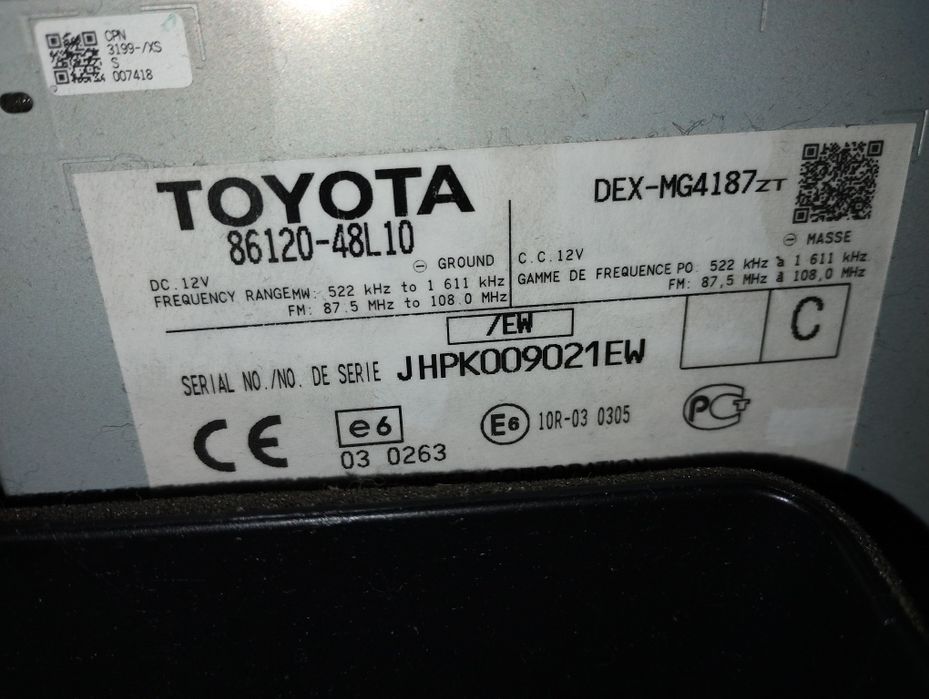 CPN
3199-/XS
S
007418
TOYOTA
86120-48L10
DEX-MG4187ZT
DC.12V ⊖ GROUND
FREQUENCY RANGE MW: 522 kHz to 1 611 kHz
FM: 87.5 MHz to 108.0 MHz
C.C.12V ⊖ MASSE
GAMME DE FREQUENCE PO: 522 kHz à 1 611 kHz
FM: 87,5 MHz à 108,0 MHz
/EW
C
SERIAL NO./NO. DE SERIE JHPK009021EW
CE
e6
03 0263
E6 10R-03 0305
PCT
CORPORATION